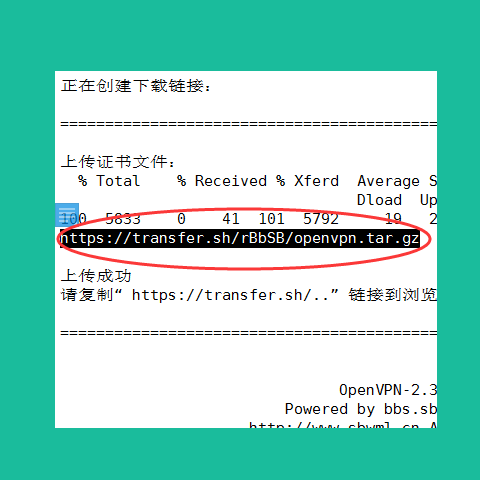 正在创建下载链接：
==========================================
上传证书文件：
% Total % Received % Xferd Average S
Dload Up
100 5833 0 41 101 5792 19 2
https://transfer.sh/rBbSB/openvpn.tar.gz
上传成功
请复制“ https://transfer.sh/..” 链接到浏览
==========================================
OpenVPN-2.3
Powered by bbs.sb
http://www.sbwml.cn